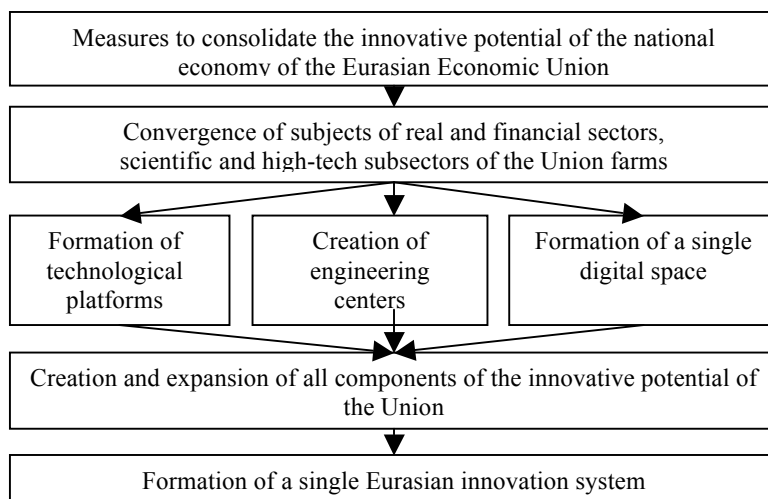 Measures to consolidate the innovative potential of the national
economy of the Eurasian Economic Union
Convergence of subjects of real and financial sectors,
scientific and high-tech subsectors of the Union farms
Formation of
technological
platforms
Creation of
engineering
centers
Formation of a single
digital space
Creation and expansion of all components of the innovative potential of
the Union
Formation of a single Eurasian innovation system